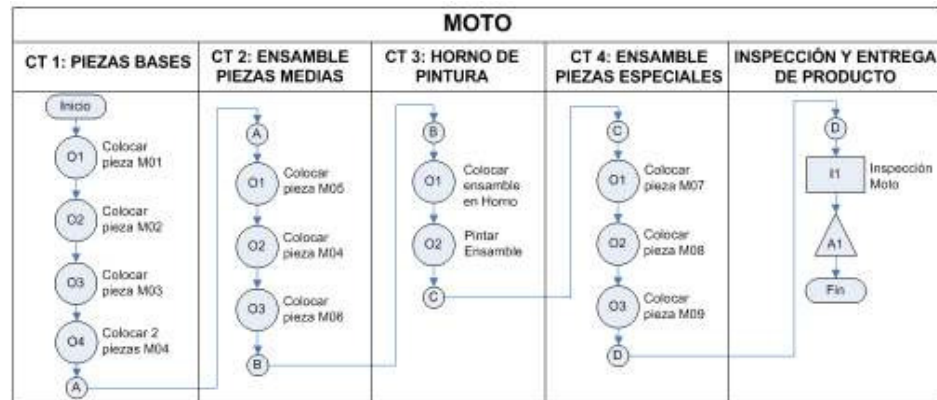 MOTO
CT 1: PIEZAS BASES
CT 2: ENSAMBLE
PIEZAS MEDIAS
CT 3: HORNO DE
PINTURA
CT 4: ENSAMBLE
PIEZAS ESPECIALES
INSPECCIÓN Y ENTREGA
DE PRODUCTO
Inicio
O1
Colocar
pieza M01
O2
Colocar
pieza M02
O3
Colocar
pieza M03
O4
Colocar 2
piezas M04
A
A
O1
Colocar
pieza M05
O2
Colocar
pieza M04
O3
Colocar
pieza M06
B
B
O1
Colocar
ensamble
en Horno
O2
Pintar
Ensamble
C
C
O1
Colocar
pieza M07
O2
Colocar
pieza M08
O3
Colocar
pieza M09
D
D
I1
Inspección
Moto
A1
Fin